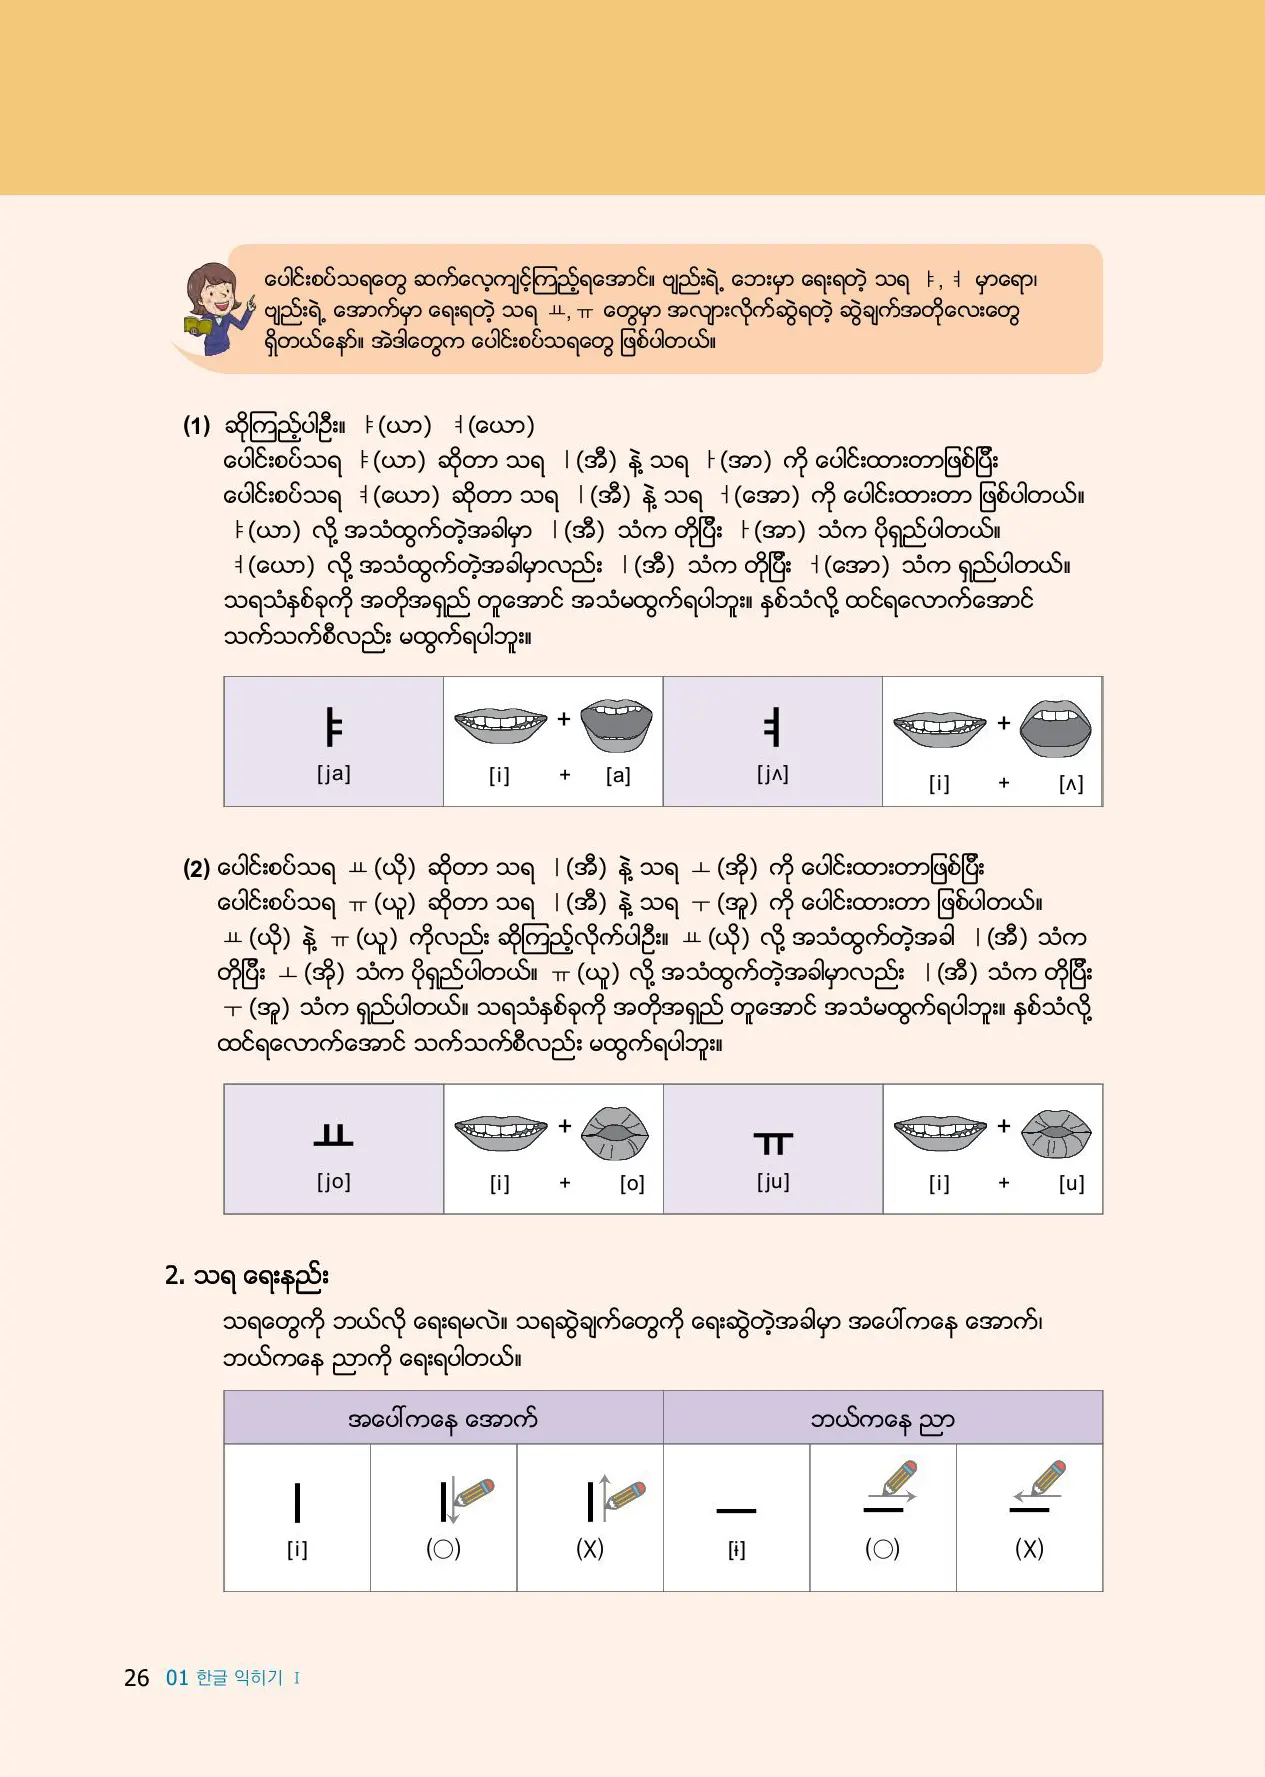 ပေါင်းစပ်သရတွေ ဆက်လေ့ကျင့်ကြည့်ရအောင်။ ဗျည်းရဲ့ ဘေးမှာ ရေးရတဲ့ သရ ㅑ, ㅕ မှာရော၊
ဗျည်းရဲ့ အောက်မှာ ရေးရတဲ့ သရ ㅛ, ㅠ တွေမှာ အလျားလိုက်ဆွဲရတဲ့ ဆွဲချက်အတိုလေးတွေ
ရှိတယ်နော်။ အဲဒါတွေက ပေါင်းစပ်သရတွေ ဖြစ်ပါတယ်။
(1) ဆိုကြည့်ပါဦး။ ㅑ(ယာ) ㅕ(ယော)
ပေါင်းစပ်သရ ㅑ(ယာ) ဆိုတာ သရ ㅣ(အီ) နဲ့ သရ ㅏ(အာ) ကို ပေါင်းထားတာဖြစ်ပြီး
ပေါင်းစပ်သရ ㅕ(ယော) ဆိုတာ သရ ㅣ(အီ) နဲ့ သရ ㅓ(အော) ကို ပေါင်းထားတာ ဖြစ်ပါတယ်။
ㅑ(ယာ) လို့ အသံထွက်တဲ့အခါမှာ ㅣ(အီ) သံက တိုပြီး ㅏ(အာ) သံက ပိုရှည်ပါတယ်။
ㅕ(ယော) လို့ အသံထွက်တဲ့အခါမှာလည်း ㅣ(အီ) သံက တိုပြီး ㅓ(အော) သံက ရှည်ပါတယ်။
သရသံနှစ်ခုကို အတိုအရှည် တူအောင် အသံမထွက်ရပါဘူး။ နှစ်သံလို့ ထင်ရလောက်အောင်
သက်သက်စီလည်း မထွက်ရပါဘူး။
ㅑ + ㅕ +
[ja] [i] + [a] [jʌ] [i] + [ʌ]
(2) ပေါင်းစပ်သရ ㅛ(ယို) ဆိုတာ သရ ㅣ(အီ) နဲ့ သရ ㅗ(အို) ကို ပေါင်းထားတာဖြစ်ပြီး
ပေါင်းစပ်သရ ㅠ(ယူ) ဆိုတာ သရ ㅣ(အီ) နဲ့ သရ ㅜ(အူ) ကို ပေါင်းထားတာ ဖြစ်ပါတယ်။
ㅛ(ယို) နဲ့ ㅠ(ယူ) ကိုလည်း ဆိုကြည့်လိုက်ပါဦး။ ㅛ(ယို) လို့ အသံထွက်တဲ့အခါ ㅣ(အီ) သံက
တိုပြီး ㅗ(အို) သံက ပိုရှည်ပါတယ်။ ㅠ(ယူ) လို့ အသံထွက်တဲ့အခါမှာလည်း ㅣ(အီ) သံက တိုပြီး
ㅜ(အူ) သံက ရှည်ပါတယ်။ သရသံနှစ်ခုကို အတိုအရှည် တူအောင် အသံမထွက်ရပါဘူး။ နှစ်သံလို့
ထင်ရလောက်အောင် သက်သက်စီလည်း မထွက်ရပါဘူး။
ㅛ + ㅠ +
[jo] [i] + [o] [ju] [i] + [u]
2. သရ ရေးနည်း
သရတွေကို ဘယ်လို ရေးရမလဲ။ သရဆွဲချက်တွေကို ရေးဆွဲတဲ့အခါမှာ အပေါ်ကနေ အောက်၊
ဘယ်ကနေ ညာကို ရေးရပါတယ်။
အပေါ်ကနေ အောက် ဘယ်ကနေ ညာ
ㅣ ㅣ ㅣ ㅡ ㅡ ㅡ
[i] (○) (X) [ɨ] (○) (X)
26 01 한글 익히기 Ⅰ